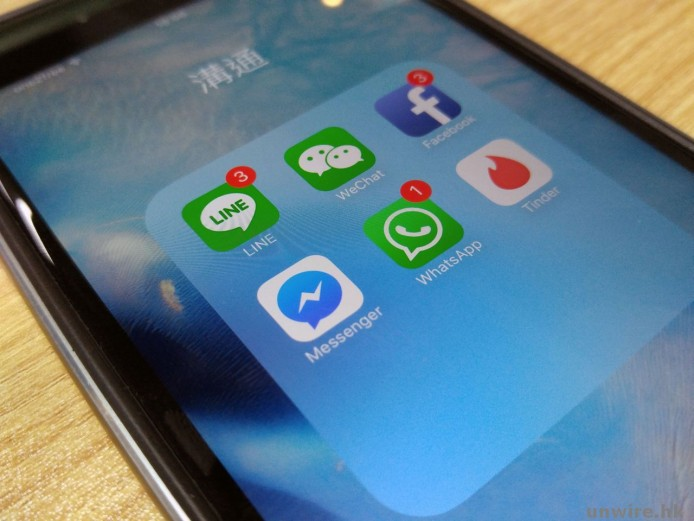 溝通
3
LINE
LINE
WeChat
3
Facebook
Messenger
1
WhatsApp
Tinder
unwire.hk